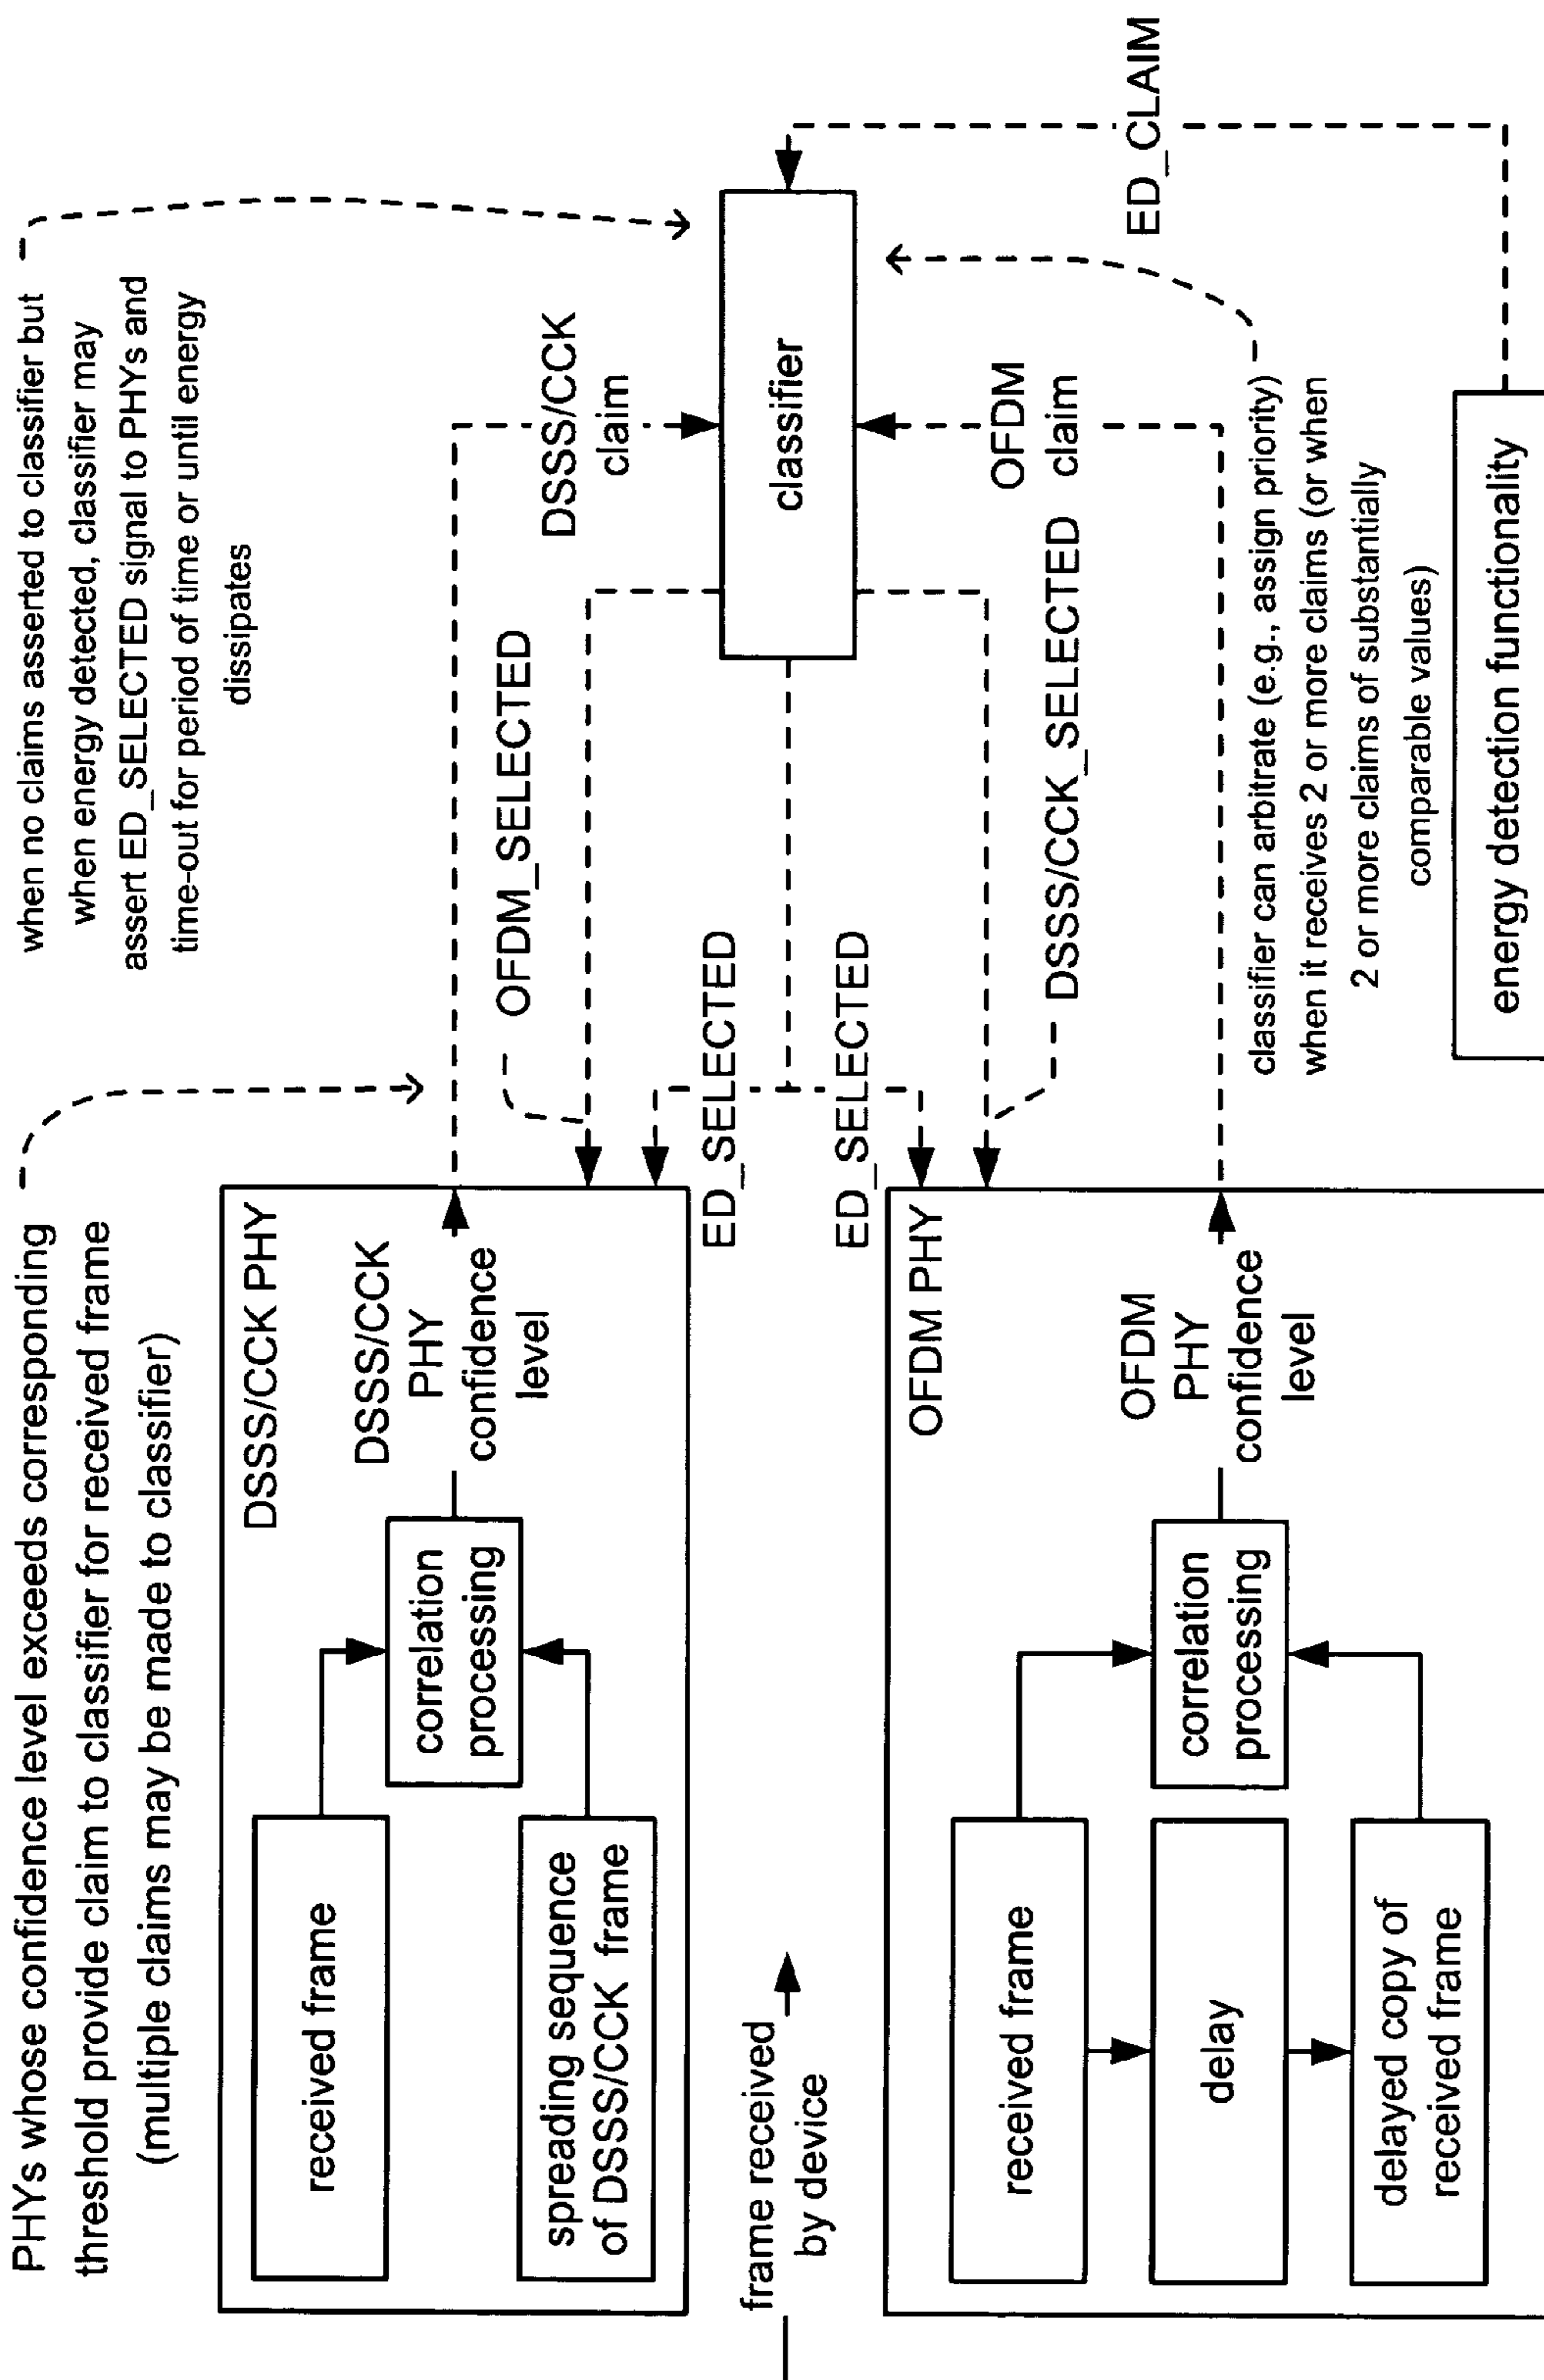 PHYs whose confidence level exceeds corresponding
threshold provide claim to classifier for received frame
(multiple claims may be made to classifier)
when no claims asserted to classifier but
when energy detected, classifier may
assert ED_SELECTED signal to PHYs and
time-out for period of time or until energy
dissipates
DSSS/CCK PHY
received frame
spreading sequence
of DSSS/CCK frame
correlation
processing
DSSS/CCK
PHY
confidence
level
OFDM_SELECTED
DSSS/CCK
claim
ED_SELECTED
frame received
by device
classifier
ED_SELECTED
OFDM PHY
received frame
delay
delayed copy of
received frame
correlation
processing
OFDM
PHY
confidence
level
DSSS/CCK_SELECTED
OFDM
claim
ED_CLAIM
classifier can arbitrate (e.g., assign priority)
when it receives 2 or more claims (or when
2 or more claims of substantially
comparable values)
energy detection functionality